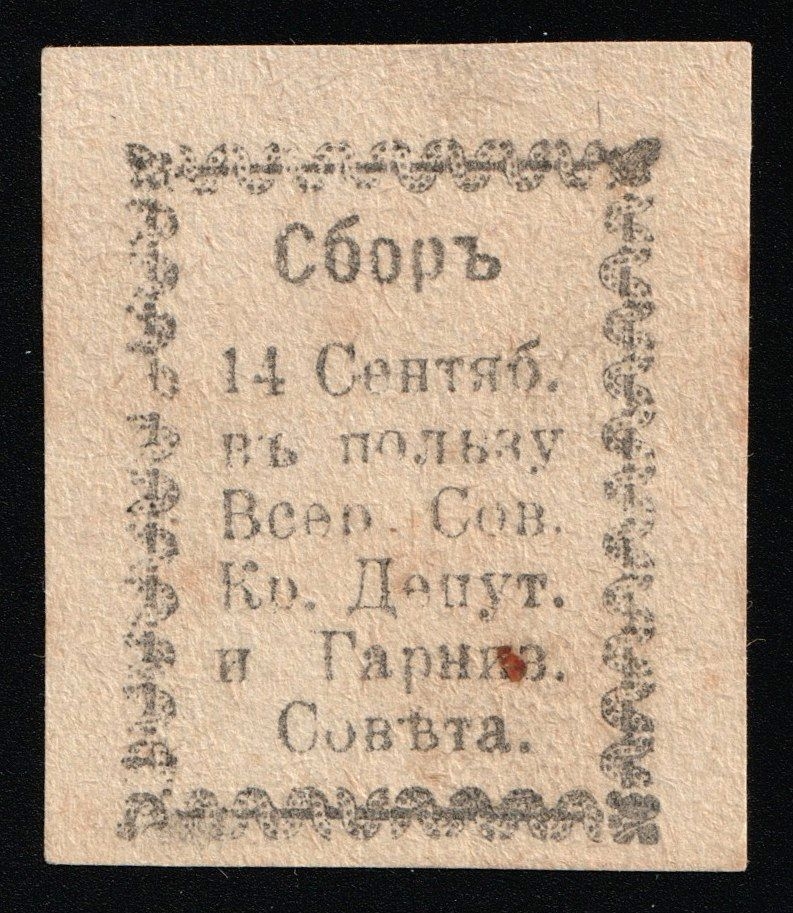 Сборъ
14 Сентяб.
въ пользу
Всер. Сов.
Кр. Депут.
и Гарниз.
Совѣта.